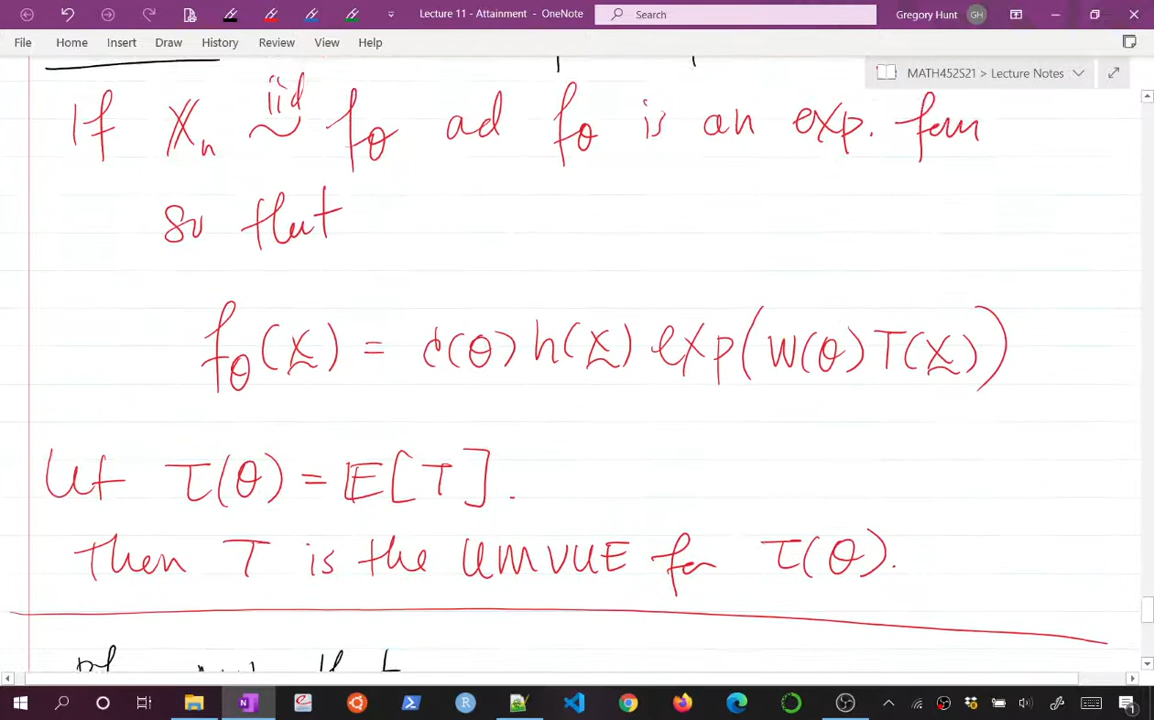 Lecture 11 - Attainment - OneNote
Search
Gregory Hunt
GH
File Home Insert Draw History Review View Help
MATH452S21 > Lecture Notes
If Xn iid ~ fθ ad fθ is an exp. fam
so that
fθ(x) = c(θ) h(x) exp(w(θ) T(x))
Let τ(θ) = E[T].
then T is the UMVUE for τ(θ).